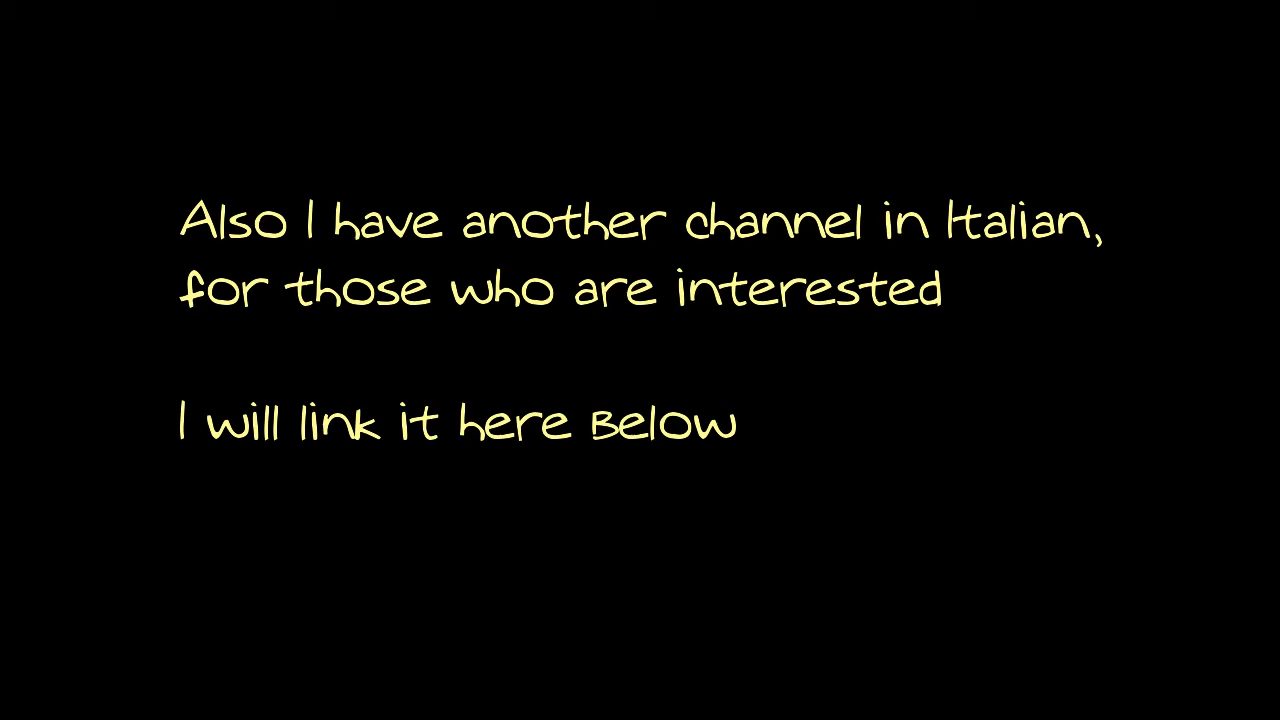 Also I have another channel in Italian,
for those who are interested
I will link it here Below